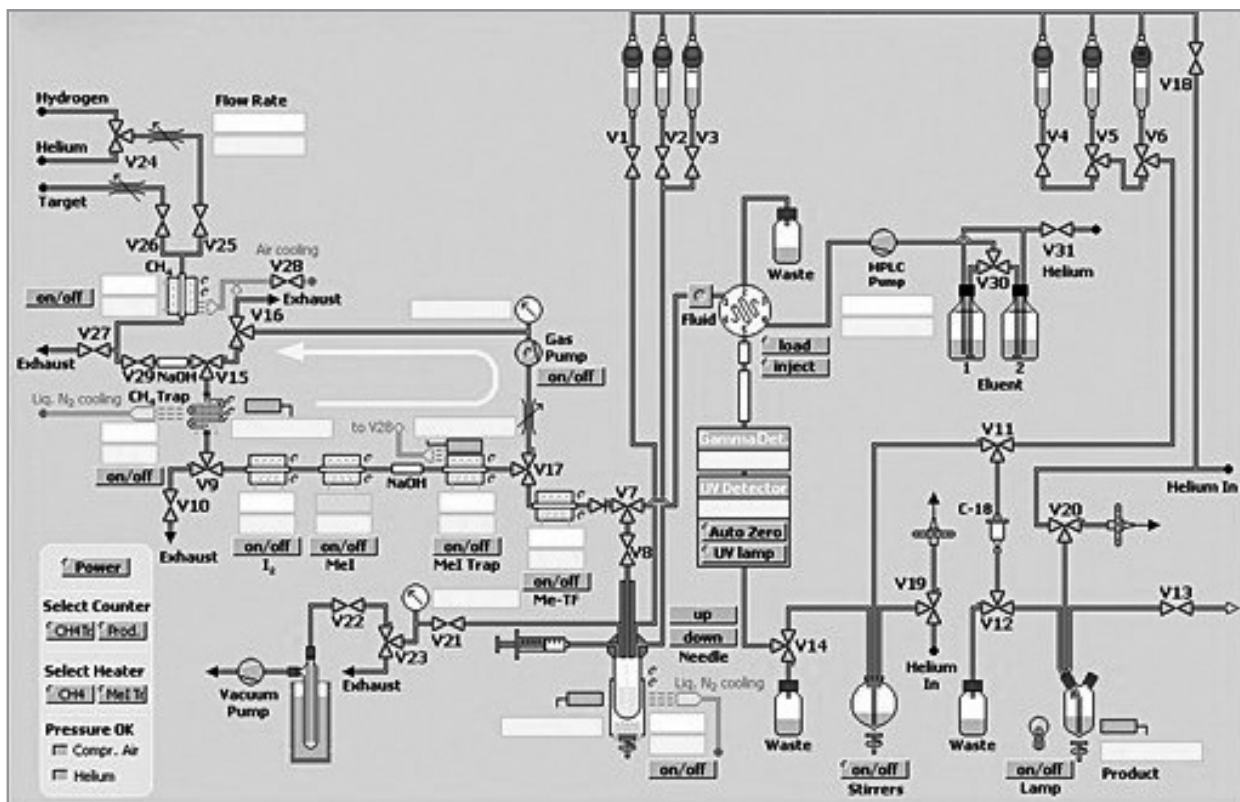 Hydrogen
Flow Rate
Helium
V24
Target
V26
V25
Air cooling
CH4
V28
on/off
Exhaust
V16
V27
Exhaust
V29
NaOH
V15
Gas
Pump
on/off
Liq. N2 cooling
CH4 Trap
to V28
on/off
V9
NaOH
V17
V10
Exhaust
on/off
I2
on/off
MeI
on/off
MeI Trap
on/off
Me-Tf
V7
V8
V1
V2
V3
V4
V5
V6
V18
Waste
HPLC
Pump
V31
Helium
V30
Fluid
load
inject
1
2
Eluent
Gamma Det.
UV Detector
Auto Zero
UV lamp
V11
Helium In
C-18
V20
V19
V12
V13
V14
Helium
In
Waste
Waste
on/off
Stirrers
on/off
Lamp
Product
up
down
Needle
Liq. N2 cooling
on/off
V22
V21
V23
Exhaust
Vacuum
Pump
Power
Select Counter
CH4Tr
Prod.
Select Heater
CH4
MeI Tr
Pressure OK
Compr. Air
Helium